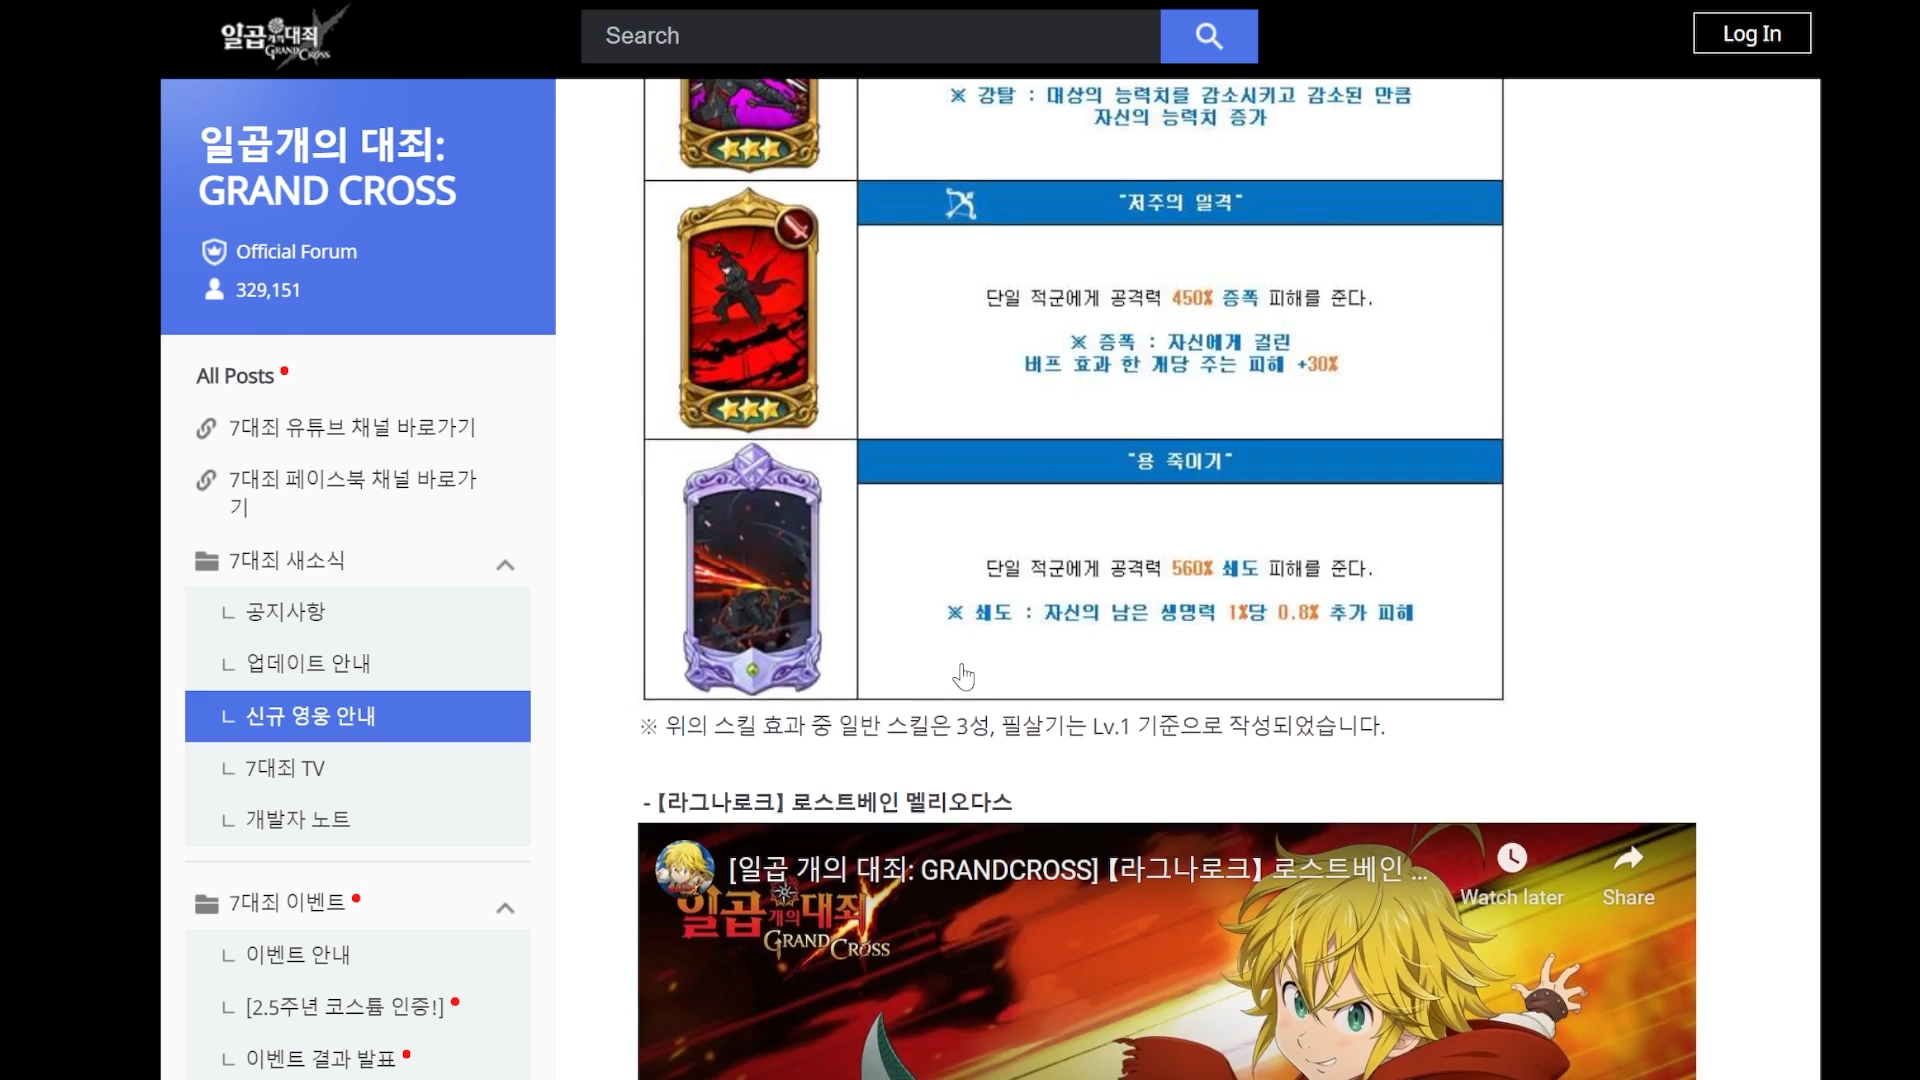 일곱개의대죄
GRAND CROSS
Search
Log In
일곱개의 대죄:
GRAND CROSS
Official Forum
329,151
All Posts
7대죄 유튜브 채널 바로가기
7대죄 페이스북 채널 바로가
기
7대죄 새소식
공지사항
업데이트 안내
신규 영웅 안내
7대죄 TV
개발자 노트
7대죄 이벤트
이벤트 안내
[2.5주년 코스튬 인증!]
이벤트 결과 발표
※ 강탈 : 대상의 능력치를 감소시키고 감소된 만큼
자신의 능력치 증가
"저주의 일격"
단일 적군에게 공격력 450% 증폭 피해를 준다.
※ 증폭 : 자신에게 걸린
버프 효과 한 개당 주는 피해 +30%
"용 죽이기"
단일 적군에게 공격력 560% 쇄도 피해를 준다.
※ 쇄도 : 자신의 남은 생명력 1%당 0.8% 추가 피해
※ 위의 스킬 효과 중 일반 스킬은 3성, 필살기는 Lv.1 기준으로 작성되었습니다.
- 【라그나로크】 로스트베인 멜리오다스
[일곱 개의 대죄: GRANDCROSS] 【라그나로크】 로스트베인 ...
Watch later
Share
일곱개의대죄
GRAND CROSS